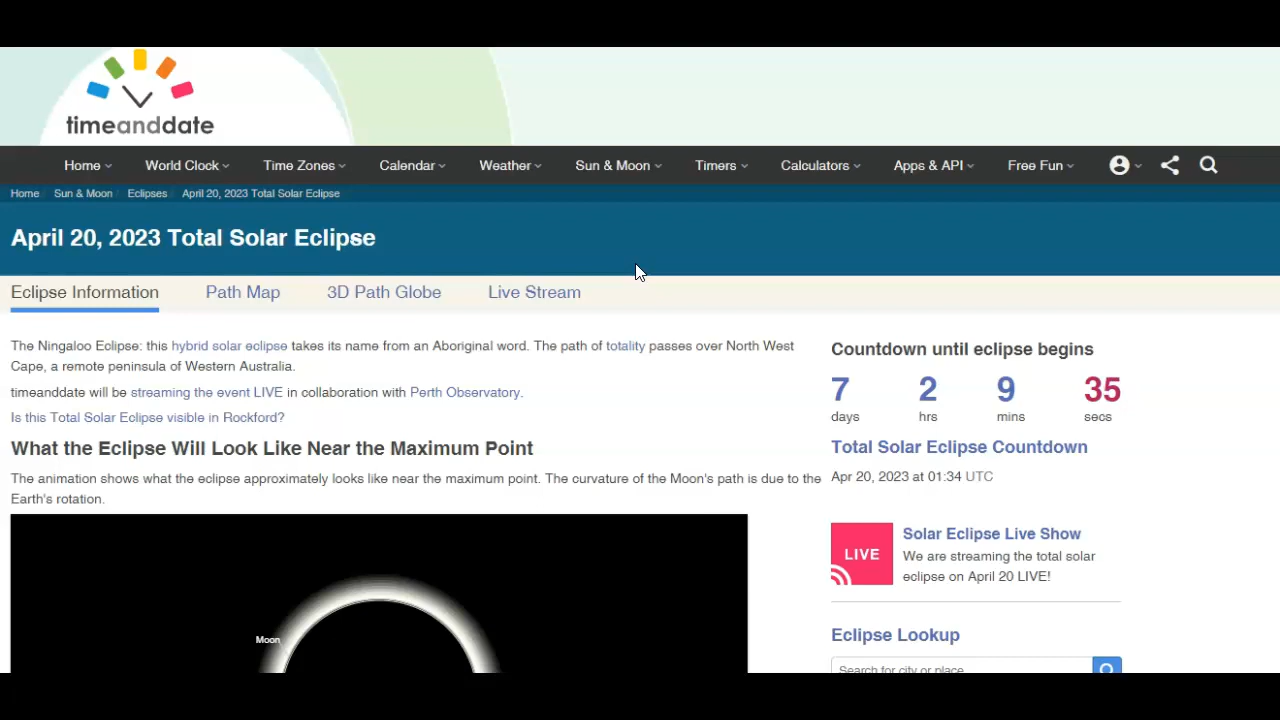 timeanddate
Home World Clock Time Zones Calendar Weather Sun & Moon Timers Calculators Apps & API Free Fun
Home Sun & Moon Eclipses April 20, 2023 Total Solar Eclipse
April 20, 2023 Total Solar Eclipse
Eclipse Information Path Map 3D Path Globe Live Stream
The Ningaloo Eclipse: this hybrid solar eclipse takes its name from an Aboriginal word. The path of totality passes over North West
Cape, a remote peninsula of Western Australia.
timeanddate will be streaming the event LIVE in collaboration with Perth Observatory.
Is this Total Solar Eclipse visible in Rockford?
What the Eclipse Will Look Like Near the Maximum Point
The animation shows what the eclipse approximately looks like near the maximum point. The curvature of the Moon's path is due to the
Earth's rotation.
Moon
Countdown until eclipse begins
7 2 9 35
days hrs mins secs
Total Solar Eclipse Countdown
Apr 20, 2023 at 01:34 UTC
LIVE
Solar Eclipse Live Show
We are streaming the total solar
eclipse on April 20 LIVE!
Eclipse Lookup
Search for city or place